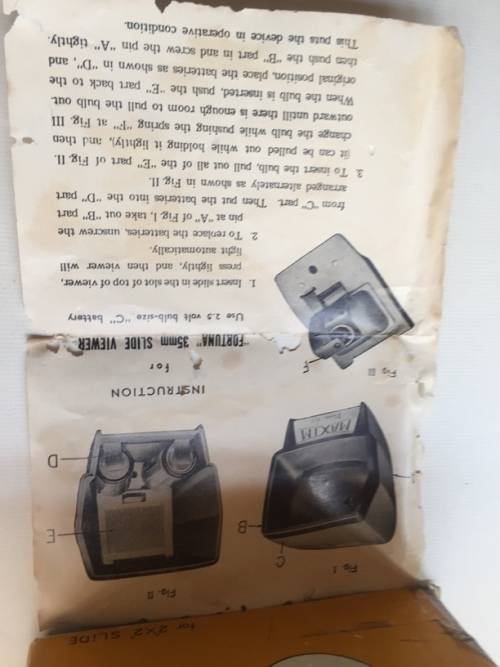 Fig. I
Fig. II
C
B
E
D
MAXIM
INSTRUCTION
for
"FORTUNA" 35mm SLIDE VIEWER
Use 2.5 volt bulb-size "C" battery
Fig. III
F
1. Insert slide in the slot of top of viewer,
press lightly, and then viewer will
light automatically.
2. To replace the batteries, unscrew the
pin at "A" of Fig. I, take out "B" part
from "C" part. Then put the batteries into the "D" part
arranged alternately as shown in Fig. II.
3. To insert the bulb, pull out all of the "E" part of Fig. II.
(it can be pulled out while holding it lightly), and then
change the bulb while pushing the spring "F" at Fig. III
outward untill there is enough room to pull the bulb out.
When the bulb is inserted, push the "E" part back to the
original position, place the batteries as shown in "D", and
then push the "B" part in and screw the pin "A" tightly.
This puts the device in operative condition.
for 2"X2" SLIDE